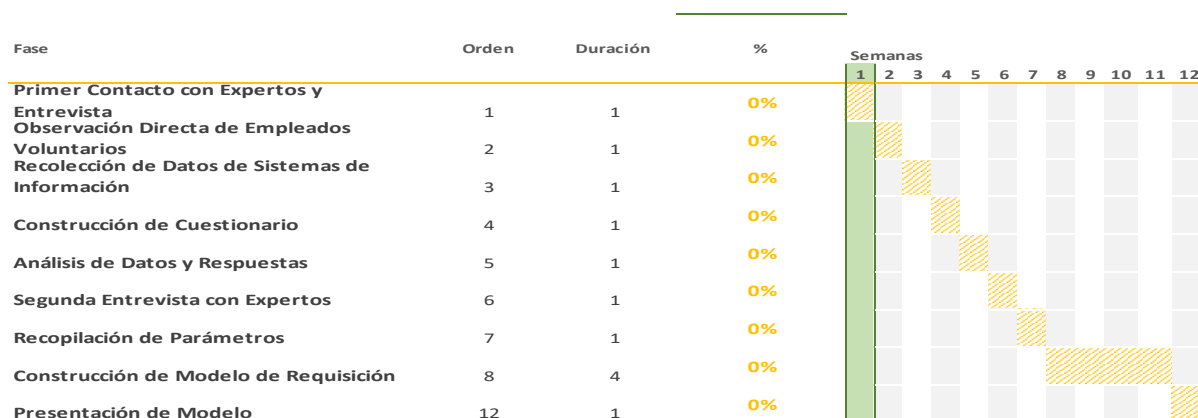 Fase Orden Duración %
Semanas
1 2 3 4 5 6 7 8 9 10 11 12
Primer Contacto con Expertos y
Entrevista 1 1 0%
Observación Directa de Empleados
Voluntarios 2 1 0%
Recolección de Datos de Sistemas de
Información 3 1 0%
Construcción de Cuestionario 4 1 0%
Análisis de Datos y Respuestas 5 1 0%
Segunda Entrevista con Expertos 6 1 0%
Recopilación de Parámetros 7 1 0%
Construcción de Modelo de Requisición 8 4 0%
Presentación de Modelo 12 1 0%